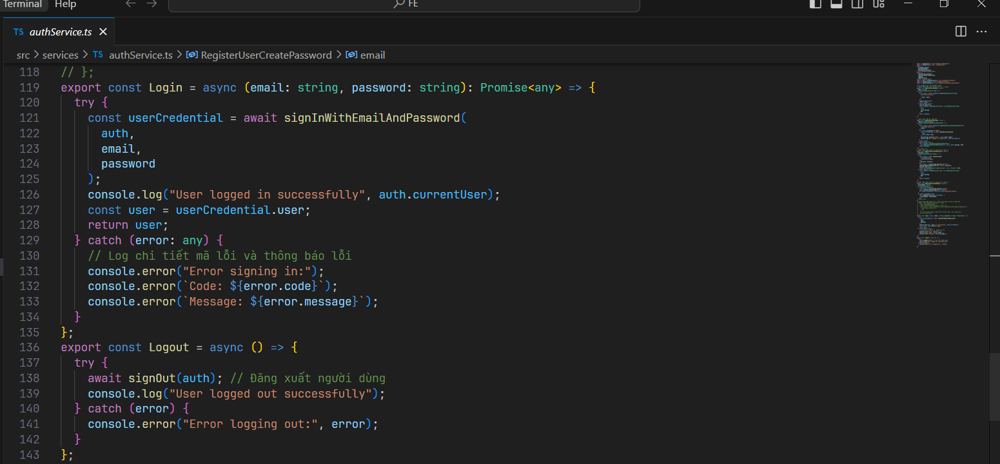 Terminal Help FE
TS authService.ts
src > services > TS authService.ts > RegisterUserCreatePassword > email
118 // };
119 export const Login = async (email: string, password: string): Promise<any> => {
120 try {
121 const userCredential = await signInWithEmailAndPassword(
122 auth,
123 email,
124 password
125 );
126 console.log("User logged in successfully", auth.currentUser);
127 const user = userCredential.user;
128 return user;
129 } catch (error: any) {
130 // Log chi tiết mã lỗi và thông báo lỗi
131 console.error("Error signing in:");
132 console.error(`Code: ${error.code}`);
133 console.error(`Message: ${error.message}`);
134 }
135 };
136 export const Logout = async () => {
137 try {
138 await signOut(auth); // Đăng xuất người dùng
139 console.log("User logged out successfully");
140 } catch (error) {
141 console.error("Error logging out:", error);
142 }
143 };